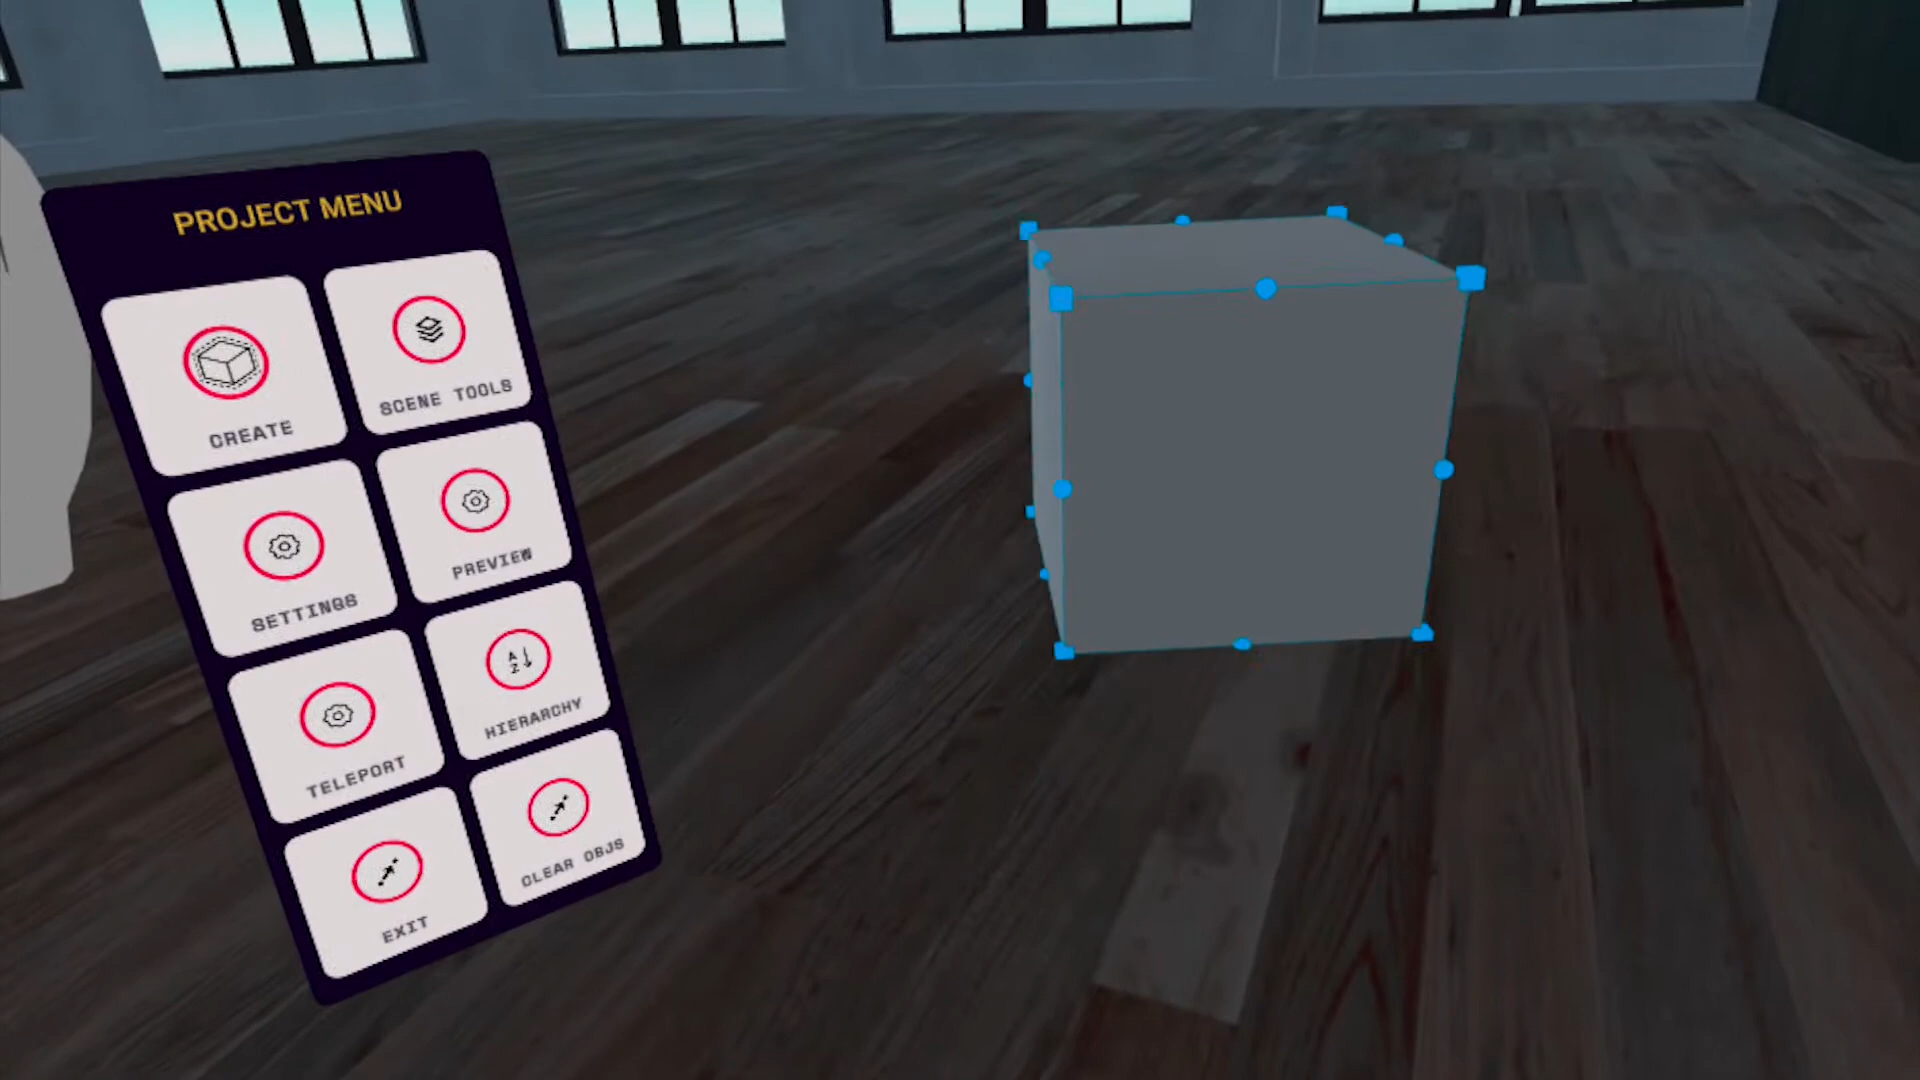 PROJECT MENU
CREATE
SCENE TOOLS
SETTINGS
PREVIEW
TELEPORT
HIERARCHY
EXIT
CLEAR OBJS